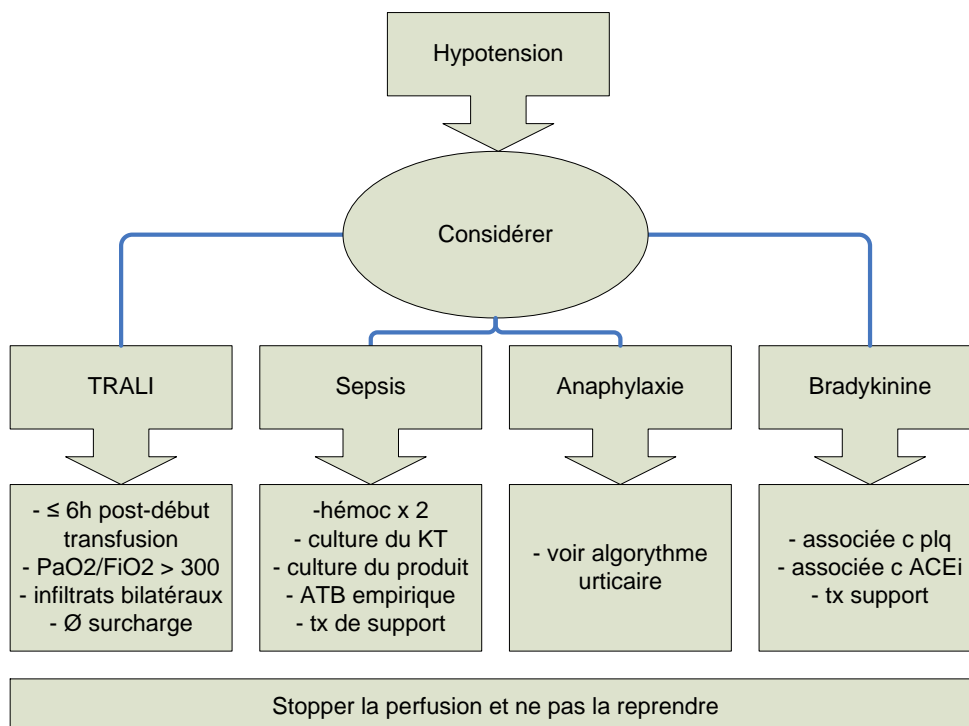 Hypotension
Considérer
TRALI
Sepsis
Anaphylaxie
Bradykinine
- ≤ 6h post-début
transfusion
- PaO2/FiO2 > 300
- infiltrats bilatéraux
- Ø surcharge
-hémoc x 2
- culture du KT
- culture du produit
- ATB empirique
- tx de support
- voir algorythme
urticaire
- associée c plq
- associée c ACEi
- tx support
Stopper la perfusion et ne pas la reprendre